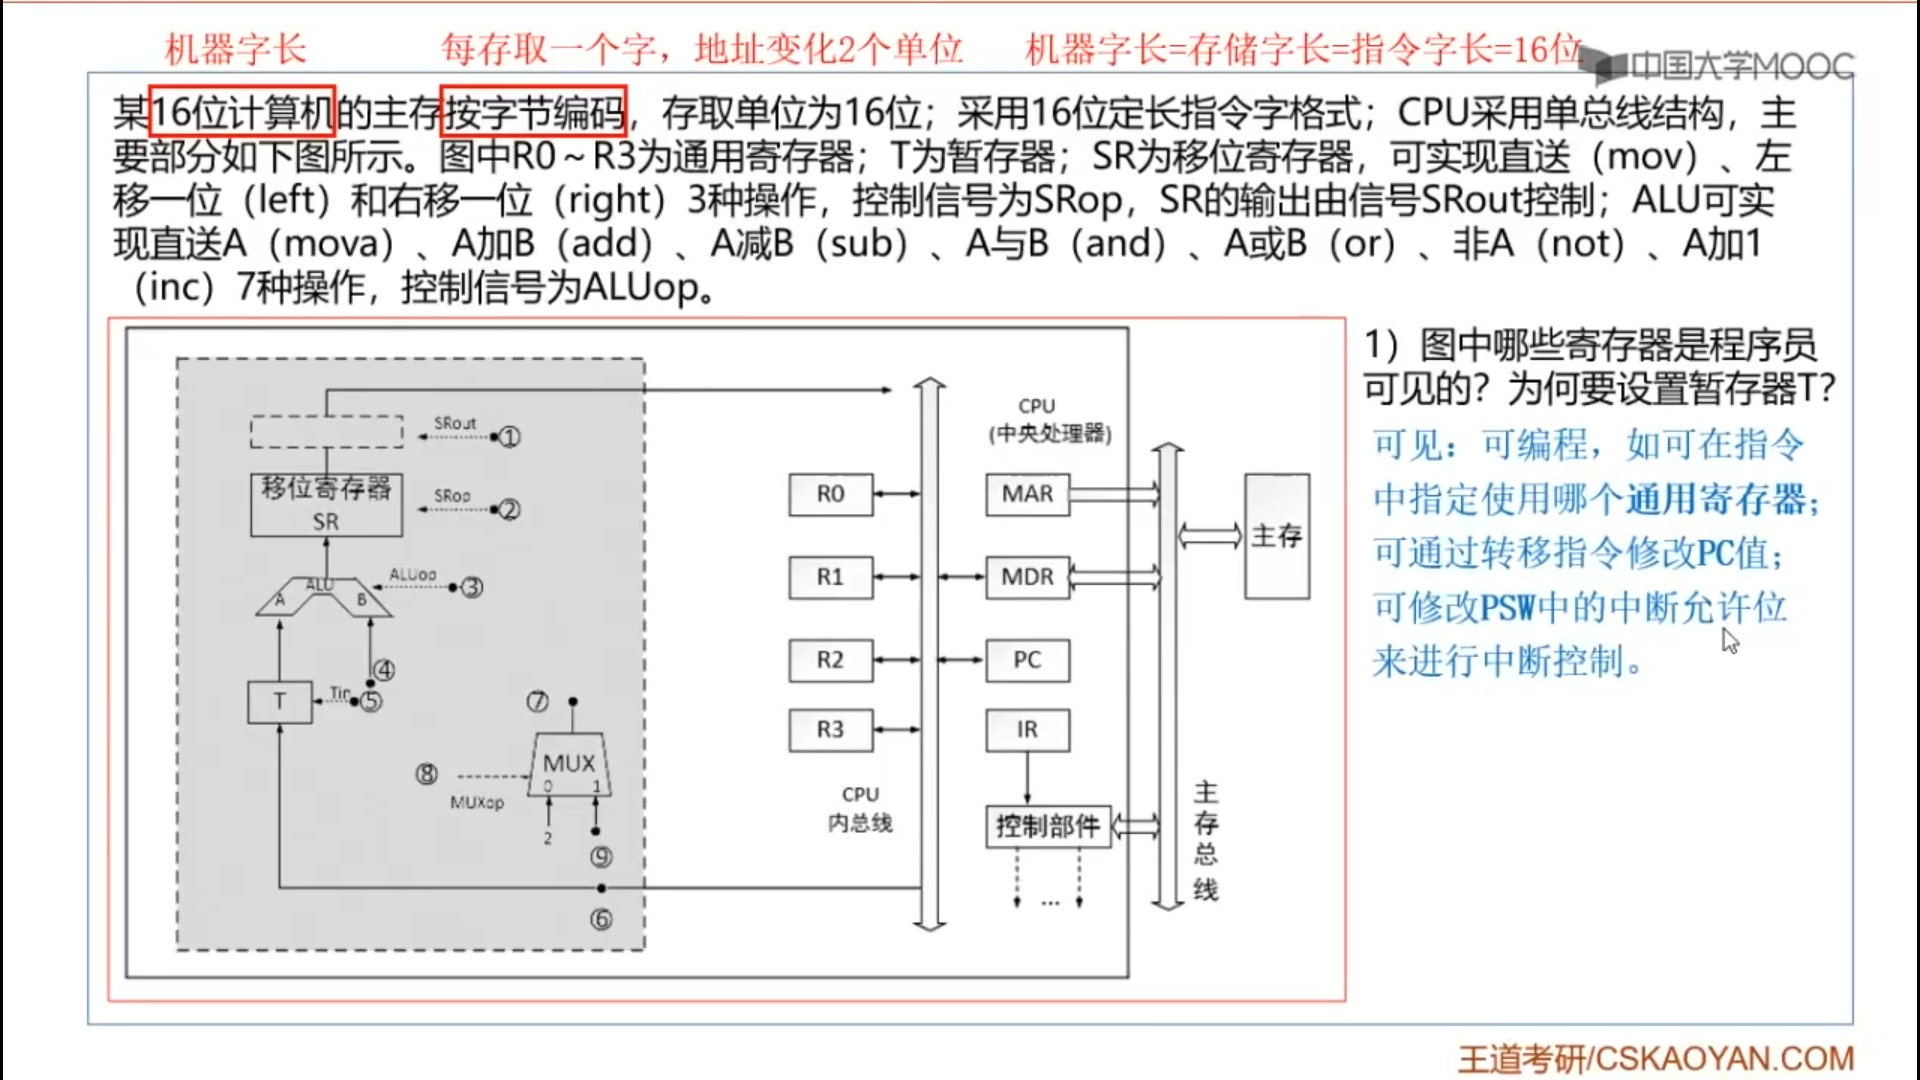 机器字长 每存取一个字，地址变化2个单位 机器字长=存储字长=指令字长=16位
中国大学MOOC
某16位计算机的主存按字节编码，存取单位为16位；采用16位定长指令字格式；CPU采用单总线结构，主
要部分如下图所示。图中R0～R3为通用寄存器；T为暂存器；SR为移位寄存器，可实现直送（mov）、左
移一位（left）和右移一位（right）3种操作，控制信号为SRop，SR的输出由信号SRout控制；ALU可实
现直送A（mova）、A加B（add）、A减B（sub）、A与B（and）、A或B（or）、非A（not）、A加1
（inc）7种操作，控制信号为ALUop。
SRout ①
移位寄存器
SR
SRop ②
ALU
A B
ALUop ③
④
T
Tin ⑤
⑦
MUX
0 1
⑧
MUXop
2
⑨
⑥
R0
R1
R2
R3
CPU
内总线
CPU
(中央处理器)
MAR
MDR
PC
IR
控制部件
...
主存
主
存
总
线
1）图中哪些寄存器是程序员
可见的？为何要设置暂存器T？
可见：可编程，如可在指令
中指定使用哪个通用寄存器；
可通过转移指令修改PC值；
可修改PSW中的中断允许位
来进行中断控制。
王道考研/CSKAOYAN.COM